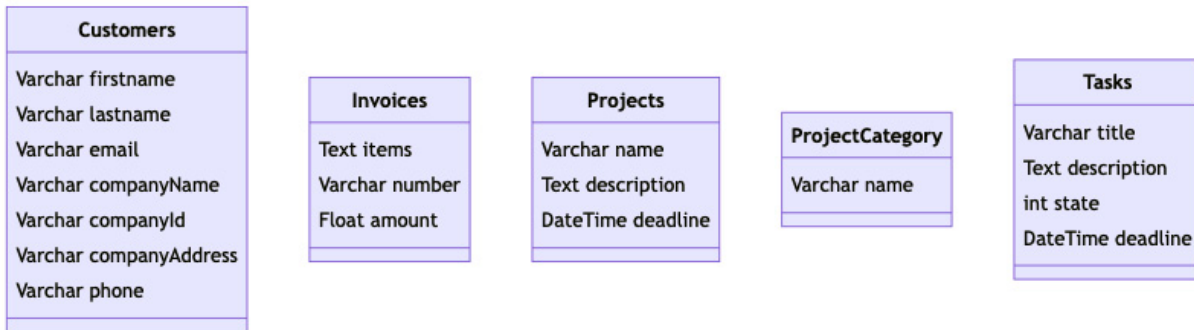 Customers
Varchar firstname
Varchar lastname
Varchar email
Varchar companyName
Varchar companyId
Varchar companyAddress
Varchar phone
Invoices
Text items
Varchar number
Float amount
Projects
Varchar name
Text description
DateTime deadline
ProjectCategory
Varchar name
Tasks
Varchar title
Text description
int state
DateTime deadline